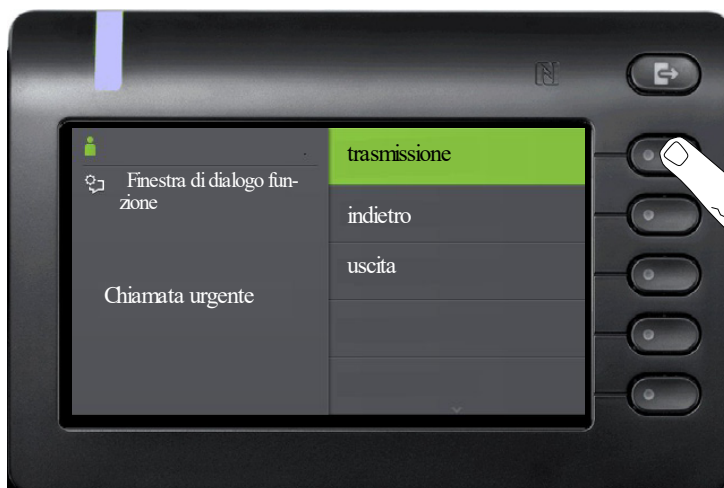 Finestra di dialogo fun-
zione
Chiamata urgente
trasmissione
indietro
uscita